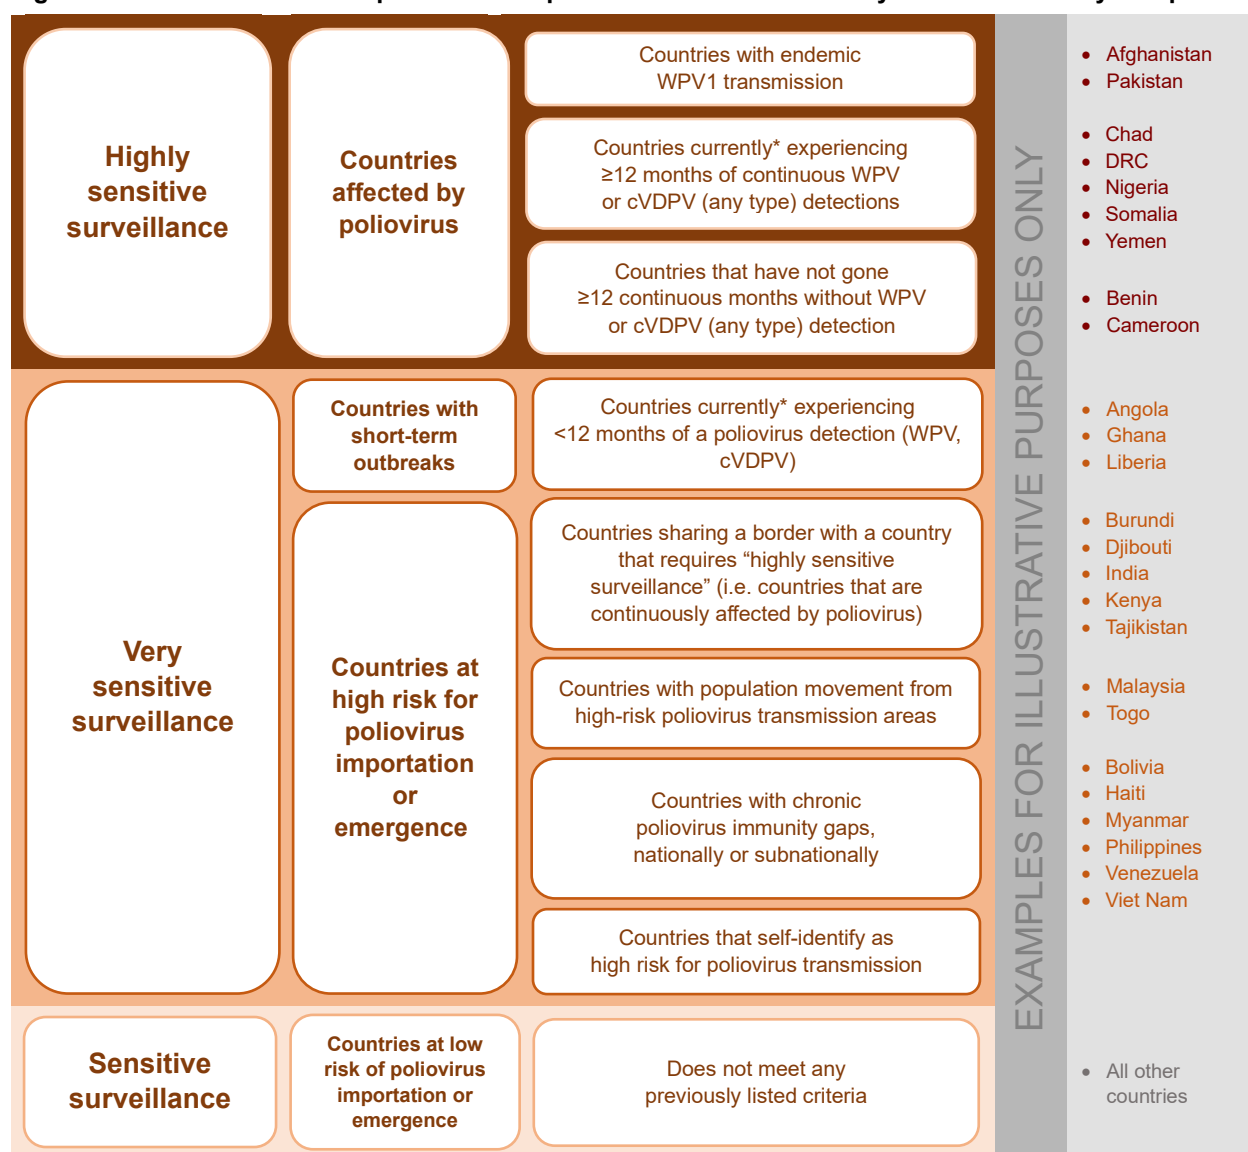 Highly
sensitive
surveillance
Countries
affected by
poliovirus
Countries with endemic
WPV1 transmission
Countries currently* experiencing
≥12 months of continuous WPV
or cVDPV (any type) detections
Countries that have not gone
≥12 continuous months without WPV
or cVDPV (any type) detection
Very
sensitive
surveillance
Countries with
short-term
outbreaks
Countries currently* experiencing
<12 months of a poliovirus detection (WPV,
cVDPV)
Countries at
high risk for
poliovirus
importation
or
emergence
Countries sharing a border with a country
that requires “highly sensitive
surveillance” (i.e. countries that are
continuously affected by poliovirus)
Countries with population movement from
high-risk poliovirus transmission areas
Countries with chronic
poliovirus immunity gaps,
nationally or subnationally
Countries that self-identify as
high risk for poliovirus transmission
Sensitive
surveillance
Countries at low
risk of poliovirus
importation or
emergence
Does not meet any
previously listed criteria
EXAMPLES FOR ILLUSTRATIVE PURPOSES ONLY
• Afghanistan
• Pakistan
• Chad
• DRC
• Nigeria
• Somalia
• Yemen
• Benin
• Cameroon
• Angola
• Ghana
• Liberia
• Burundi
• Djibouti
• India
• Kenya
• Tajikistan
• Malaysia
• Togo
• Bolivia
• Haiti
• Myanmar
• Philippines
• Venezuela
• Viet Nam
• All other
countries